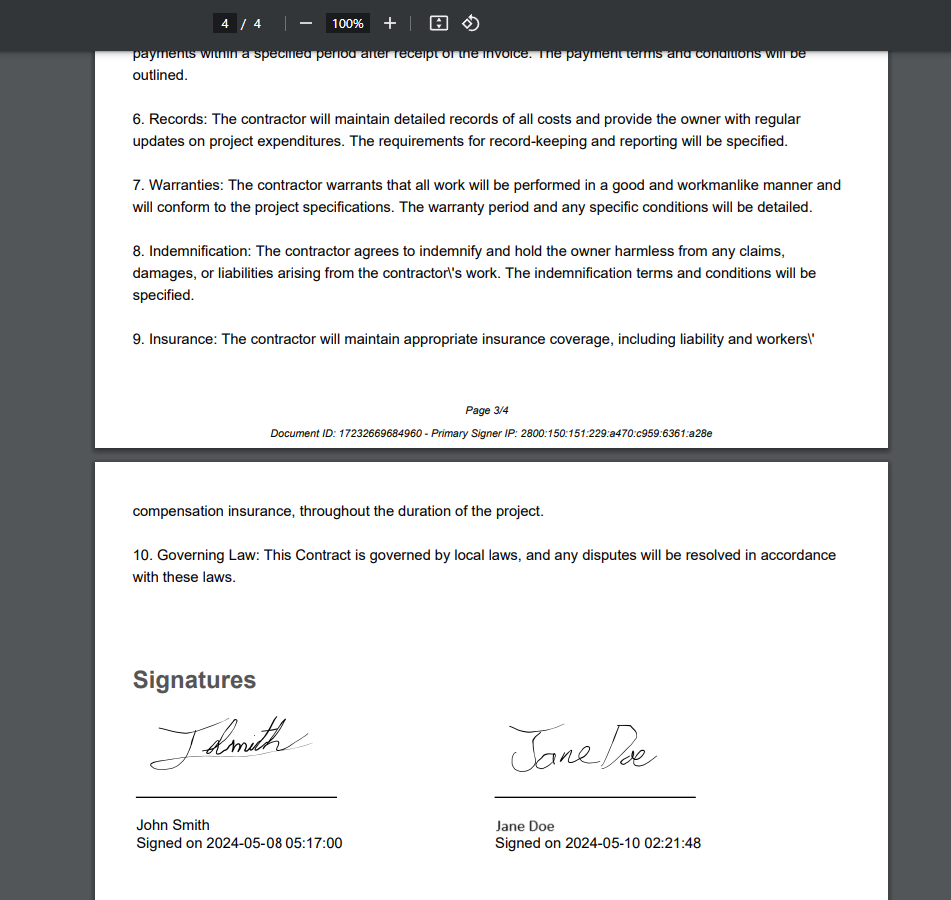 4 / 4 100%
payments within a specified period after receipt of the invoice. The payment terms and conditions will be
outlined.
6. Records: The contractor will maintain detailed records of all costs and provide the owner with regular
updates on project expenditures. The requirements for record-keeping and reporting will be specified.
7. Warranties: The contractor warrants that all work will be performed in a good and workmanlike manner and
will conform to the project specifications. The warranty period and any specific conditions will be detailed.
8. Indemnification: The contractor agrees to indemnify and hold the owner harmless from any claims,
damages, or liabilities arising from the contractor\'s work. The indemnification terms and conditions will be
specified.
9. Insurance: The contractor will maintain appropriate insurance coverage, including liability and workers\'
Page 3/4
Document ID: 17232669684960 - Primary Signer IP: 2800:150:151:229:a470:c959:6361:a28e
compensation insurance, throughout the duration of the project.
10. Governing Law: This Contract is governed by local laws, and any disputes will be resolved in accordance
with these laws.
Signatures
J Smith Jane Doe
John Smith Jane Doe
Signed on 2024-05-08 05:17:00 Signed on 2024-05-10 02:21:48